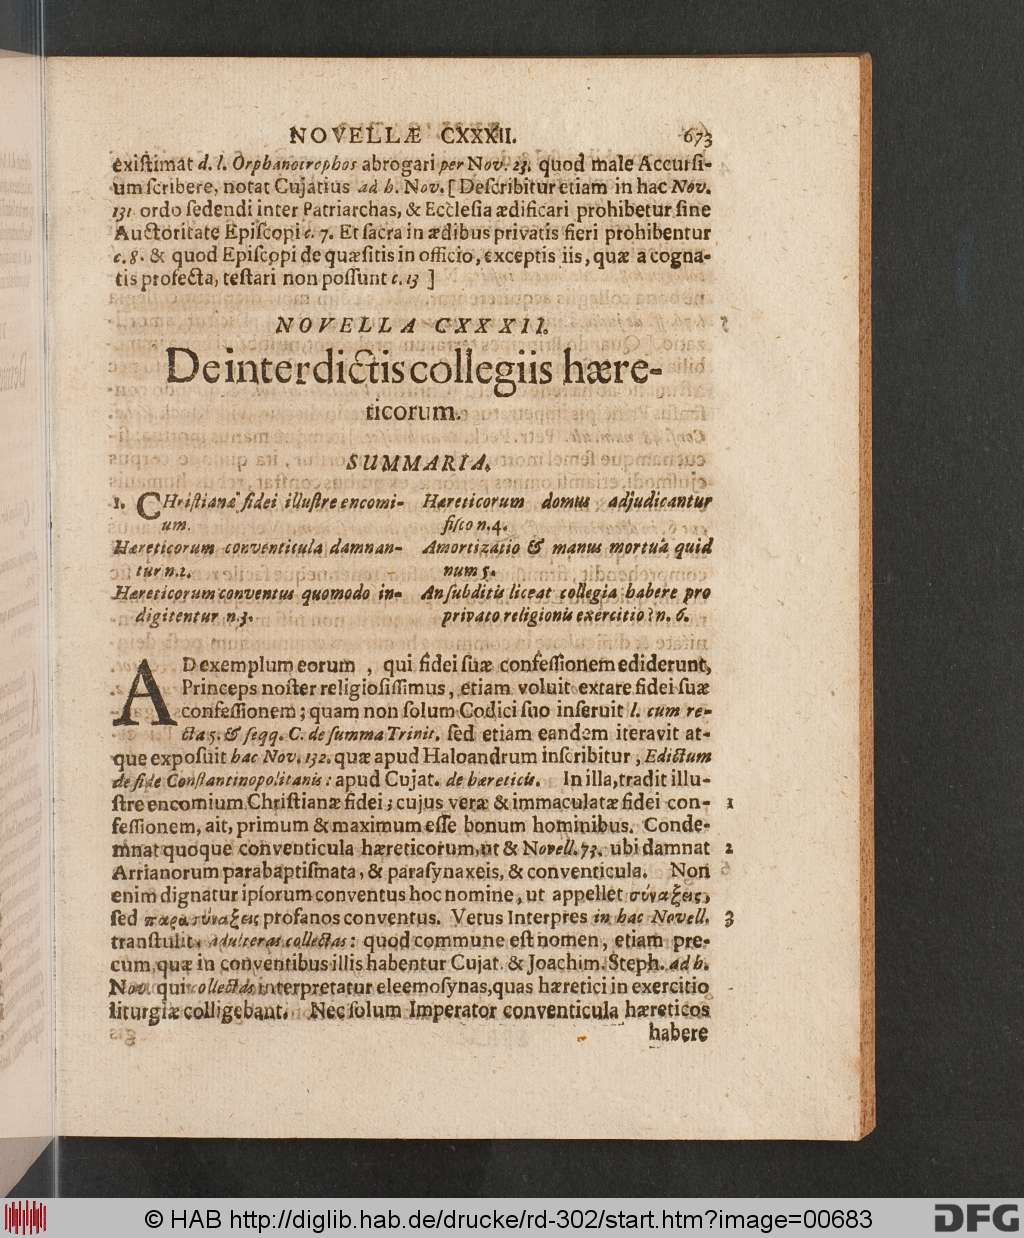 NOVELLÆ CXXXII. 673
exiſtimat d. l. Orphanotrophos abrogari per Nov. 23. quod male Accurſi-
um ſcribere, notat Cujatius ad h. Nov. [ Deſcribitur etiam in hac Nov.
131 ordo ſedendi inter Patriarchas, & Eccleſia ædificari prohibetur ſine
Auctoritate Epiſcopi c. 7. Et ſacra in ædibus privatis fieri prohibentur
c. 8. & quod Epiſcopi de quæſitis in officio, exceptis iis, quæ a cogna-
tis profecta, teſtari non poſſunt c. 13 ]
NOVELLA CXXXII.
De interdictis collegiis hære-
ticorum.
SUMMARIA.
1. CHriſtianæ fidei illuſtre encomi-
um.
Hæreticorum conventicula damnan-
tur n.2.
Hæreticorum conventus quomodo in-
digitentur n.3.
Hæreticorum domus adjudicantur
fiſco n.4.
Amortizatio & manus mortua quid
num 5.
An ſubditis liceat collegia habere pro
privato religionis exercitio? n. 6.
AD exemplum eorum , qui fidei ſuæ confeſſionem ediderunt,
Princeps noſter religioſiſſimus, etiam voluit extare fidei ſuæ
confeſſionem; quam non ſolum Codici ſuo inſeruit l. cum re-
cta 5. & ſeqq. C. de ſumma Trinit. ſed etiam eandem iteravit at-
que expoſuit hac Nov. 132. quæ apud Haloandrum inſcribitur, Edictum
de fide Conſtantinopolitanis: apud Cujat. de hæreticis. In illa, tradit illu-
ſtre encomium Chriſtianæ fidei; cujus veræ & immaculatæ fidei con- 1
feſſionem, ait, primum & maximum eſſe bonum hominibus. Conde-
mnat quoque conventicula hæreticorum, ut & Novell. 73. ubi damnat 2
Arrianorum parabaptiſmata, & paraſynaxeis, & conventicula. Non
enim dignatur ipſorum conventus hoc nomine, ut appellet σύναξεις,
ſed παρασύναξεις profanos conventus. Vetus Interpres in hac Novell. 3
tranſtulit, adulteras collectas: quod commune eſt nomen, etiam pre-
cum, quæ in conventibus illis habentur Cujat. & Joachim. Steph. ad h.
Nov. qui collectas interpretatur eleemoſynas, quas hæretici in exercitio
liturgiæ colligebant. Nec ſolum Imperator conventicula hæreticos
habere
© HAB http://diglib.hab.de/drucke/rd-302/start.htm?image=00683
DFG